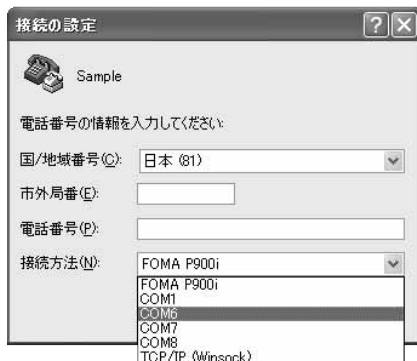 接続の設定
Sample
電話番号の情報を入力してください:
国/地域番号(C): 日本 (81)
市外局番(E):
電話番号(P):
接続方法(N): FOMA P900i
FOMA P900i
COM1
COM6
COM7
COM8
TCP/IP (Winsock)